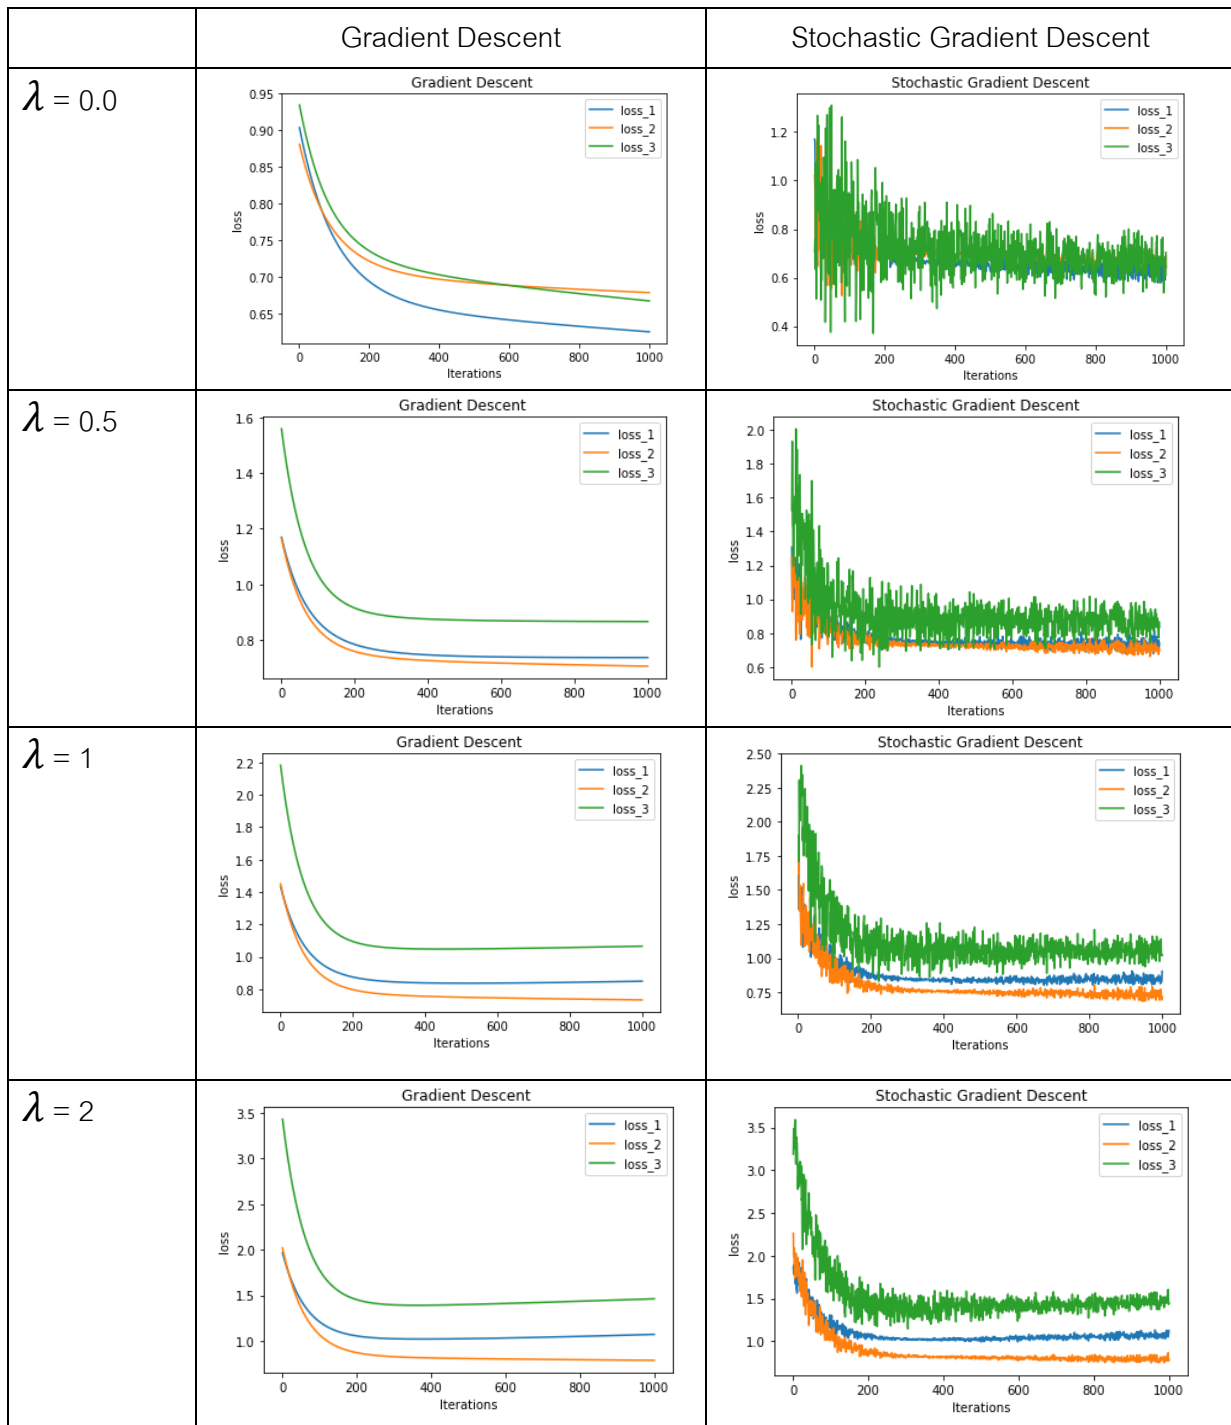 Gradient Descent
Stochastic Gradient Descent
λ = 0.0
Gradient Descent
0.95
0.90
0.85
0.80
0.75
0.70
0.65
loss
loss_1
loss_2
loss_3
0 200 400 600 800 1000
Iterations
Stochastic Gradient Descent
1.2
1.0
0.8
0.6
0.4
loss
loss_1
loss_2
loss_3
0 200 400 600 800 1000
Iterations
λ = 0.5
Gradient Descent
1.6
1.4
1.2
1.0
0.8
loss
loss_1
loss_2
loss_3
0 200 400 600 800 1000
Iterations
Stochastic Gradient Descent
2.0
1.8
1.6
1.4
1.2
1.0
0.8
0.6
loss
loss_1
loss_2
loss_3
0 200 400 600 800 1000
Iterations
λ = 1
Gradient Descent
2.2
2.0
1.8
1.6
1.4
1.2
1.0
0.8
loss
loss_1
loss_2
loss_3
0 200 400 600 800 1000
Iterations
Stochastic Gradient Descent
2.50
2.25
2.00
1.75
1.50
1.25
1.00
0.75
loss
loss_1
loss_2
loss_3
0 200 400 600 800 1000
Iterations
λ = 2
Gradient Descent
3.5
3.0
2.5
2.0
1.5
1.0
loss
loss_1
loss_2
loss_3
0 200 400 600 800 1000
Iterations
Stochastic Gradient Descent
3.5
3.0
2.5
2.0
1.5
1.0
loss
loss_1
loss_2
loss_3
0 200 400 600 800 1000
Iterations